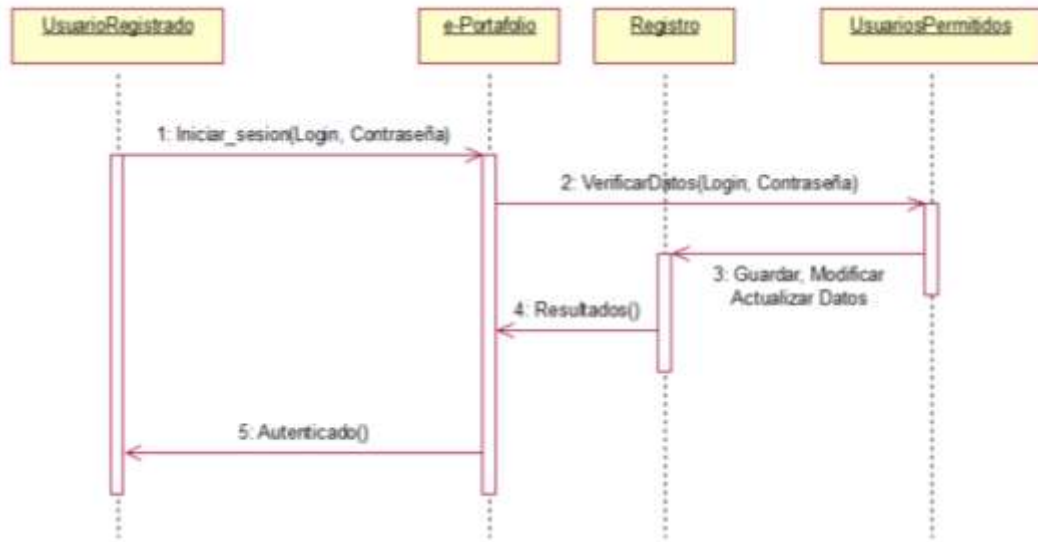 UsuarioRegistrado
e-Portafolio
Registro
UsuariosPermitidos
1: Iniciar_sesion(Login, Contraseña)
2: VerificarDatos(Login, Contraseña)
3: Guardar, Modificar
Actualizar Datos
4: Resultados()
5: Autenticado()